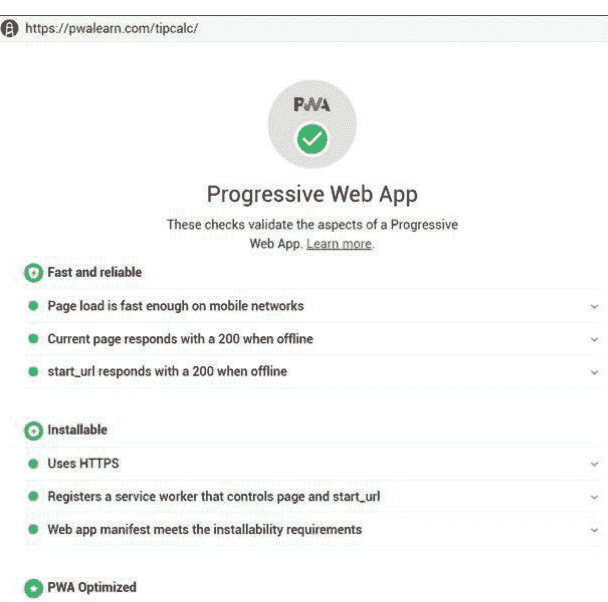 https://pwalearn.com/tipcalc/
PWA
Progressive Web App
These checks validate the aspects of a Progressive
Web App. Learn more.
Fast and reliable
Page load is fast enough on mobile networks
Current page responds with a 200 when offline
start_url responds with a 200 when offline
Installable
Uses HTTPS
Registers a service worker that controls page and start_url
Web app manifest meets the installability requirements
PWA Optimized